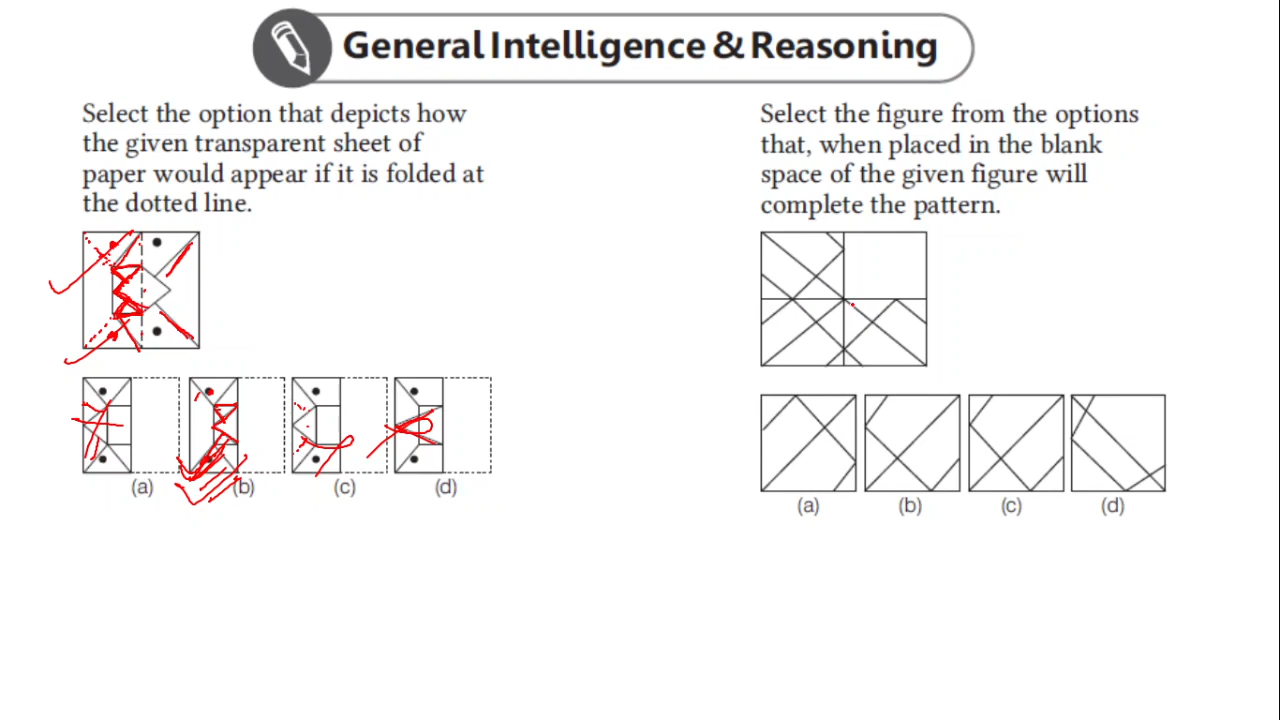 General Intelligence & Reasoning
Select the option that depicts how
the given transparent sheet of
paper would appear if it is folded at
the dotted line.
(a)
(b)
(c)
(d)
Select the figure from the options
that, when placed in the blank
space of the given figure will
complete the pattern.
(a)
(b)
(c)
(d)